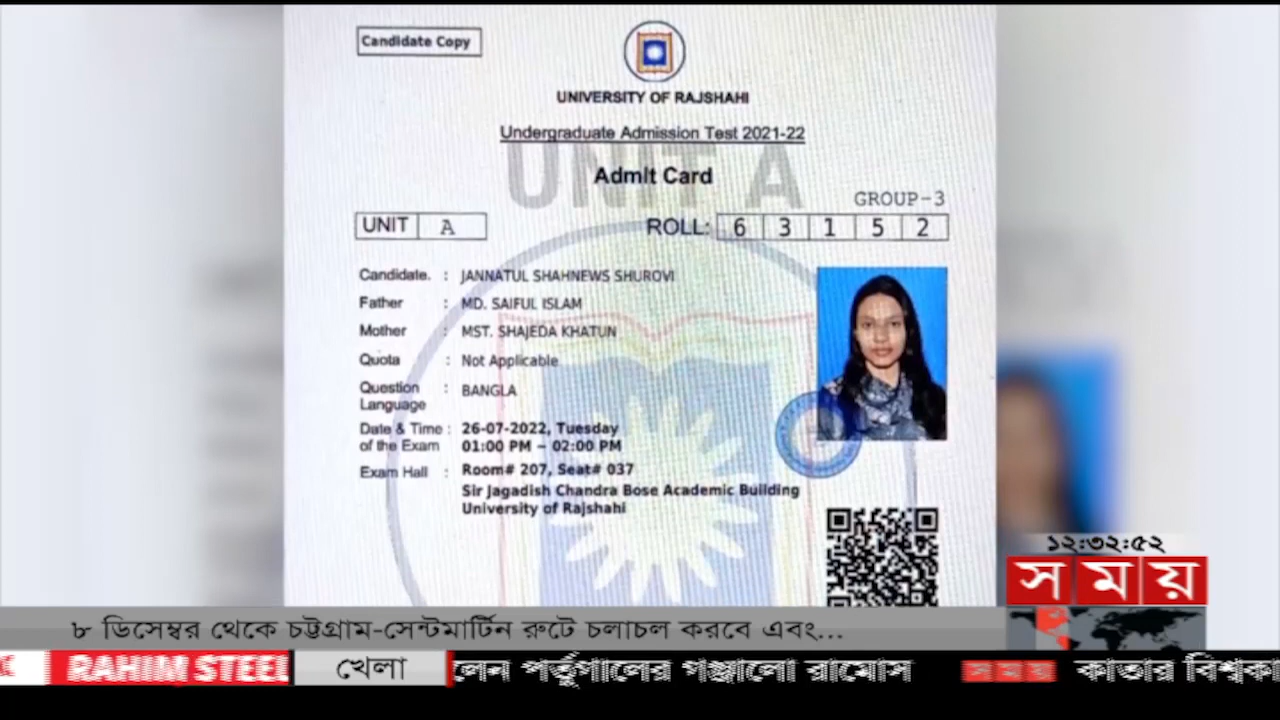 Candidate Copy
UNIVERSITY OF RAJSHAHI
Undergraduate Admission Test 2021-22
UNIT A
Admit Card
GROUP-3
UNIT A
ROLL: 6 3 1 5 2
Candidate. : JANNATUL SHAHNEWS SHUROVI
Father : MD. SAIFUL ISLAM
Mother : MST. SHAJEDA KHATUN
Quota : Not Applicable
Question Language : BANGLA
Date & Time of the Exam : 26-07-2022, Tuesday
01:00 PM – 02:00 PM
Exam Hall : Room# 207, Seat# 037
Sir Jagadish Chandra Bose Academic Building
University of Rajshahi
১২:৩২:৫২
সময়
৮ ডিসেম্বর থেকে চট্টগ্রাম-সেন্টমার্টিন রুটে চলাচল করবে এবং...
RAHIM STEEL
খেলা
লেন পর্তুগালের গঞ্জালো রামোস
সময়
কাতার বিশ্বকা